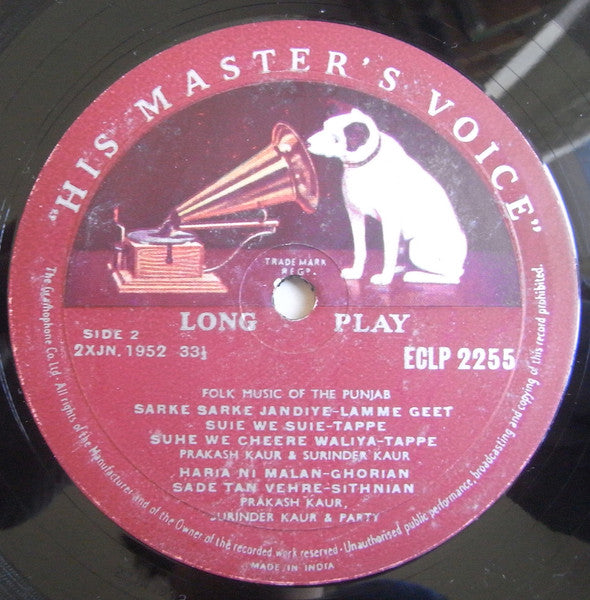 "HIS MASTER'S VOICE"
TRADE MARK
REGD.
LONG PLAY
SIDE 2
2XJN. 1952 33⅓
ECLP 2255
FOLK MUSIC OF THE PUNJAB
SARKE SARKE JANDIYE-LAMME GEET
SUIE WE SUIE-TAPPE
SUHE WE CHEERE WALIYA-TAPPE
PRAKASH KAUR & SURINDER KAUR
HARIA NI MALAN-GHORIAN
SADE TAN VEHRE-SITHNIAN
PRAKASH KAUR,
SURINDER KAUR & PARTY
The Gramophone Co. Ltd. All rights of the Manufacturer and of the Owner of the recorded work reserved · Unauthorised public performance, broadcasting and copying of this record prohibited.
MADE IN INDIA